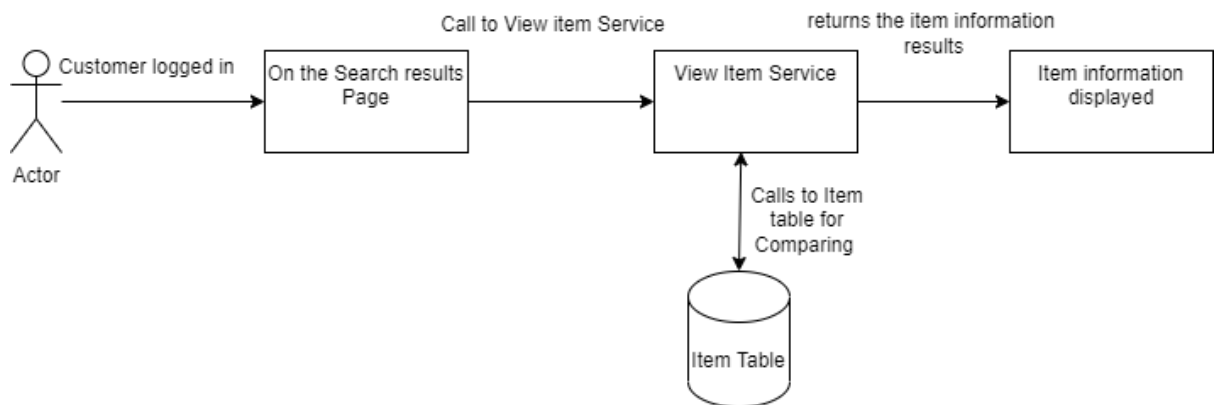 Call to View item Service
returns the item information
results
Customer logged in
On the Search results
Page
View Item Service
Item information
displayed
Actor
Calls to Item
table for
Comparing
Item Table